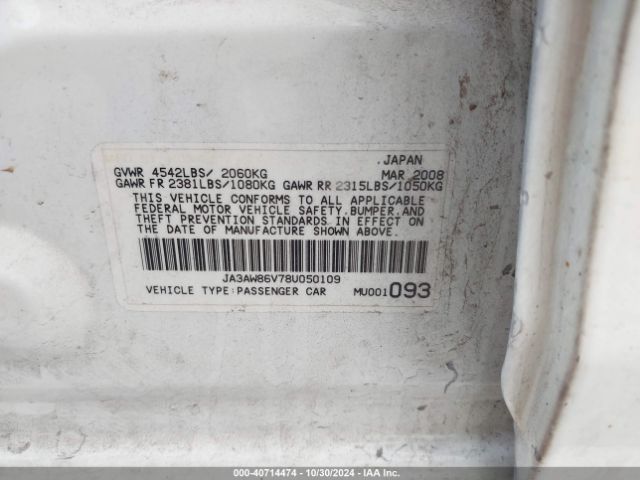 .JAPAN
GVWR 4542LBS/ 2060KG MAR 2008
GAWR FR 2381LBS/1080KG GAWR RR 2315LBS/1050KG
THIS VEHICLE CONFORMS TO ALL APPLICABLE
FEDERAL MOTOR VEHICLE SAFETY,BUMPER,AND
THEFT PREVENTION STANDARDS IN EFFECT ON
THE DATE OF MANUFACTURE SHOWN ABOVE.
JA3AW86V78U050109
VEHICLE TYPE:PASSENGER CAR MU001093
000-40714474 | 10/30/2024 | IAA Inc.